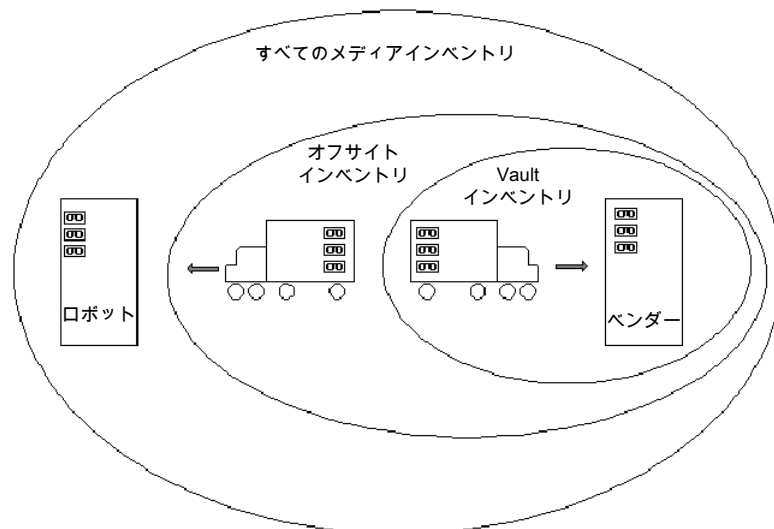 すべてのメディアインベントリ
オフサイト
インベントリ
Vault
インベントリ
ロボット
ベンダー